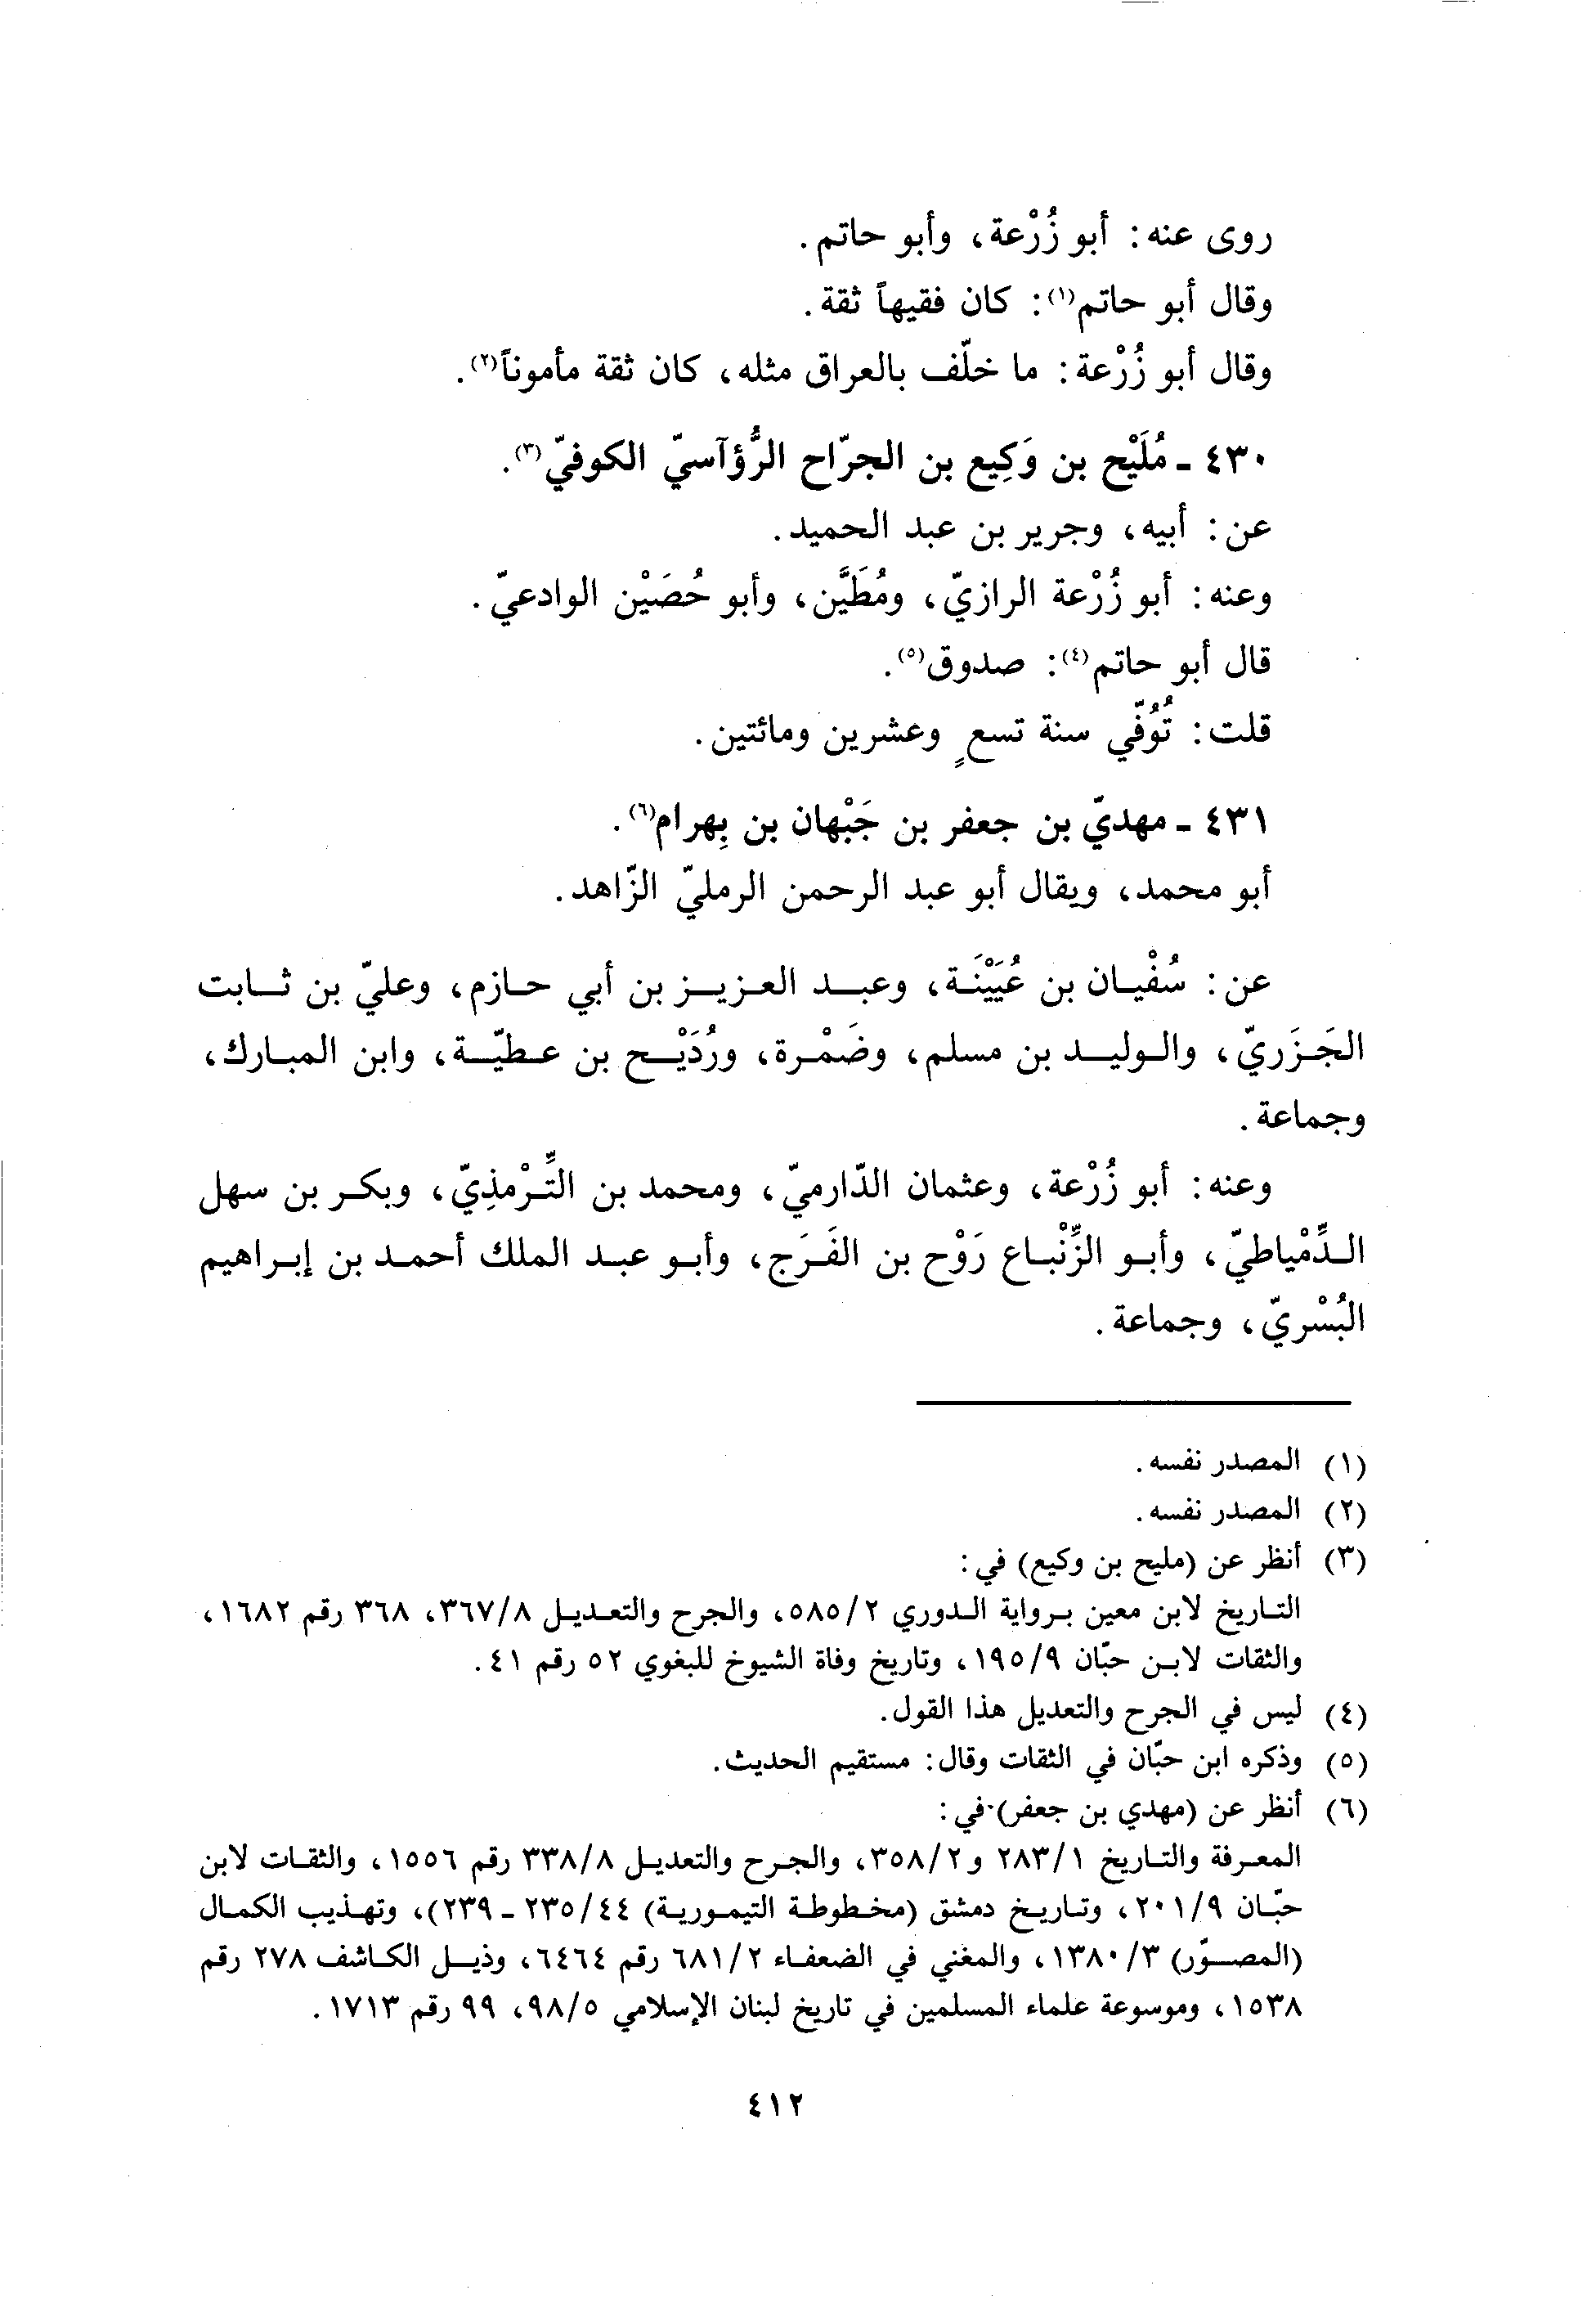 روى عنه: أبو زُرْعة، وأبو حاتم.
وقال أبو حاتم(١): كان فقيهاً ثقة.
وقال أبو زُرْعة: ما خلّف بالعراق مثله، كان ثقة مأموناً(٢).
٤٣٠ ـ مُلَيْح بن وَكِيع بن الجرّاح الرُّؤآسيّ الكوفيّ(٣).
عن: أبيه، وجرير بن عبد الحميد.
وعنه: أبو زُرْعة الرازيّ، ومُطَيَّن، وأبو حُصَيْن الوادعيّ.
قال أبو حاتم(٤): صدوق(٥).
قلت: تُوُفّي سنة تسعٍ وعشرين ومائتين.
٤٣١ ـ مهديّ بن جعفر بن جَبْهان بن بِهرام(٦).
أبو محمد، ويقال أبو عبد الرحمن الرمليّ الزّاهد.
عن: سُفْيان بن عُيَيْنَة، وعبد العزيز بن أبي حازم، وعليّ بن ثابت
الجَزَريّ، والوليد بن مسلم، وضَمْرة، ورُدَيْح بن عطيّة، وابن المبارك،
وجماعة.
وعنه: أبو زُرْعة، وعثمان الدّارميّ، ومحمد بن التِّرْمذِيّ، وبكر بن سهل
الدِّمْياطيّ، وأبو الزِّنْباع رَوْح بن الفَرَج، وأبو عبد الملك أحمد بن إبراهيم
البُسْريّ، وجماعة.
(١) المصدر نفسه.
(٢) المصدر نفسه.
(٣) أنظر عن (مليح بن وكيع) في:
التاريخ لابن معين برواية الدوري ٥٨٥/٢، والجرح والتعديل ٣٦٧/٨، ٣٦٨ رقم ١٦٨٢،
والثقات لابن حبّان ١٩٥/٩، وتاريخ وفاة الشيوخ للبغوي ٥٢ رقم ٤١.
(٤) ليس في الجرح والتعديل هذا القول.
(٥) وذكره ابن حبّان في الثقات وقال: مستقيم الحديث.
(٦) أنظر عن (مهدي بن جعفر) في:
المعرفة والتاريخ ٢٨٣/١ و٣٥٨/٢، والجرح والتعديل ٣٣٨/٨ رقم ١٥٥٦، والثقات لابن
حبّان ٢٠١/٩، وتاريخ دمشق (مخطوطة التيمورية) ٢٣٥/٤٤ ـ ٢٣٩)، وتهذيب الكمال
(المصوّر) ١٣٨٠/٣، والمغني في الضعفاء ٦٨١/٢ رقم ٦٤٦٤، وذيل الكاشف ٢٧٨ رقم
١٥٣٨، وموسوعة علماء المسلمين في تاريخ لبنان الإسلامي ٩٨/٥، ٩٩ رقم ١٧١٣.
٤١٢